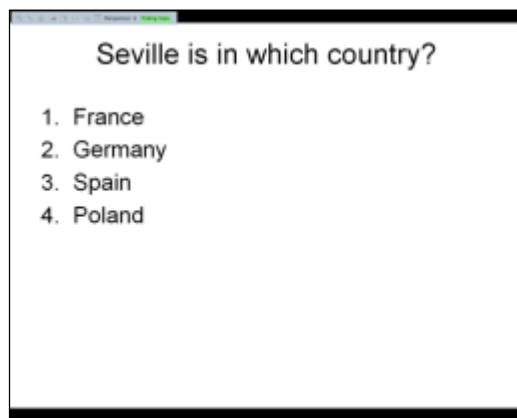 Seville is in which country?
1. France
2. Germany
3. Spain
4. Poland